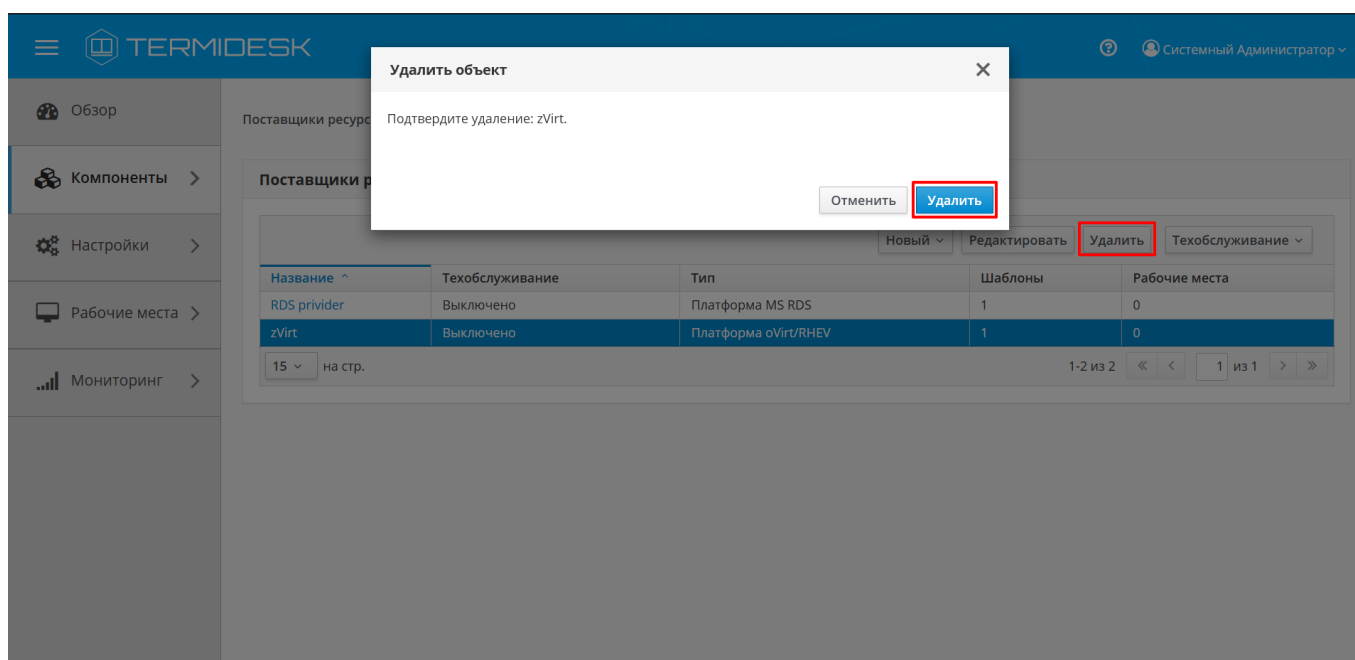 TERMIDESK
Системный Администратор
Удалить объект
Подтвердите удаление: zVirt.
Отменить Удалить
Обзор
Компоненты
Настройки
Рабочие места
Мониторинг
Поставщики ресурс
Поставщики р
Новый Редактировать Удалить Техобслуживание
Название Техобслуживание Тип Шаблоны Рабочие места
RDS privider Выключено Платформа MS RDS 1 0
zVirt Выключено Платформа oVirt/RHEV 1 0
15 на стр. 1-2 из 2 « < 1 из 1 > »